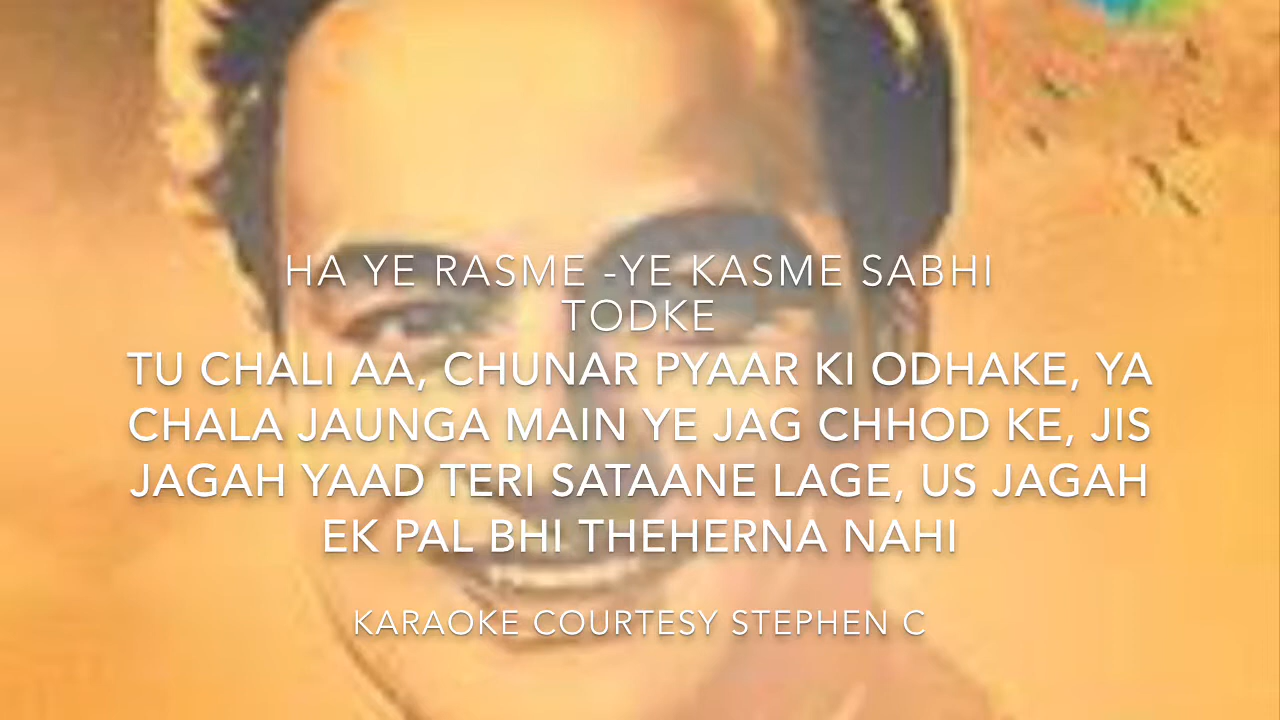 HA YE RASME -YE KASME SABHI
TODKE
TU CHALI AA, CHUNAR PYAAR KI ODHAKE, YA
CHALA JAUNGA MAIN YE JAG CHHOD KE, JIS
JAGAH YAAD TERI SATAANE LAGE, US JAGAH
EK PAL BHI THEHERNA NAHI
KARAOKE COURTESY STEPHEN C